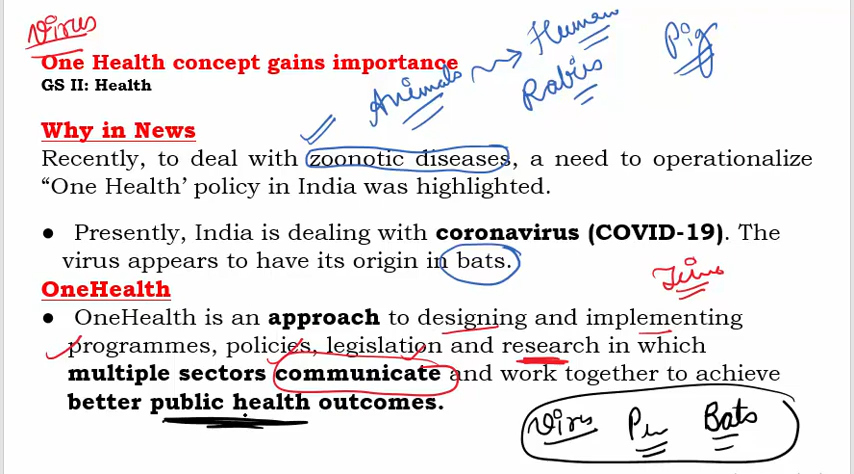 Virus
One Health concept gains importance
GS II: Health
Animals → Human
Rabies
Pig
Why in News
Recently, to deal with zoonotic diseases, a need to operationalize
“One Health’ policy in India was highlighted.
● Presently, India is dealing with coronavirus (COVID-19). The
virus appears to have its origin in bats.
OneHealth
● OneHealth is an approach to designing and implementing
programmes, policies, legislation and research in which
multiple sectors communicate and work together to achieve
better public health outcomes.
Virus Bats